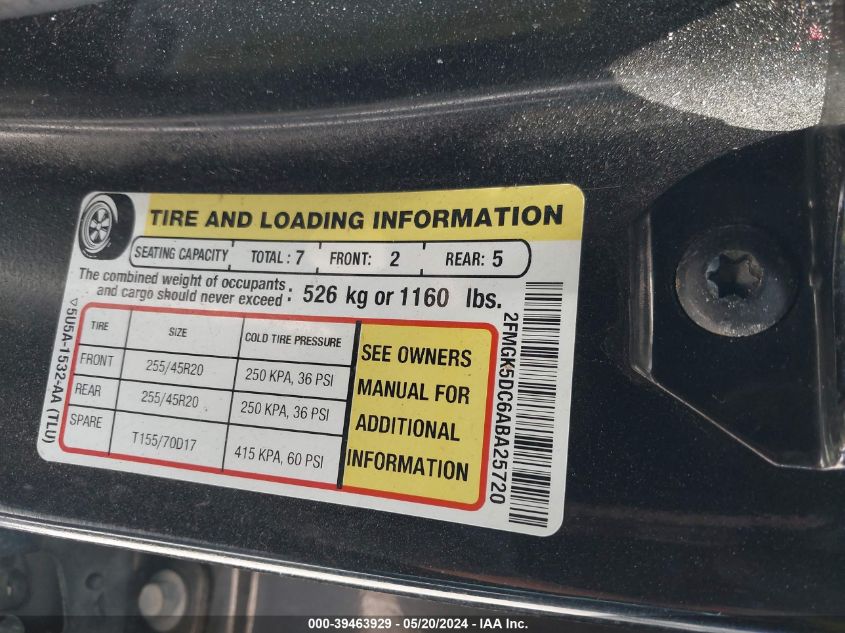 TIRE AND LOADING INFORMATION
SEATING CAPACITY TOTAL : 7 FRONT: 2 REAR: 5
The combined weight of occupants
and cargo should never exceed : 526 kg or 1160 lbs.
TIRE SIZE COLD TIRE PRESSURE
FRONT 255/45R20 250 KPA, 36 PSI
REAR 255/45R20 250 KPA, 36 PSI
SPARE T155/70D17 415 KPA, 60 PSI
SEE OWNERS
MANUAL FOR
ADDITIONAL
INFORMATION
▽5U5A-1532-AA (TLU)
2FMGK5DC6ABA25720
000-39463929 - 05/20/2024 - IAA Inc.